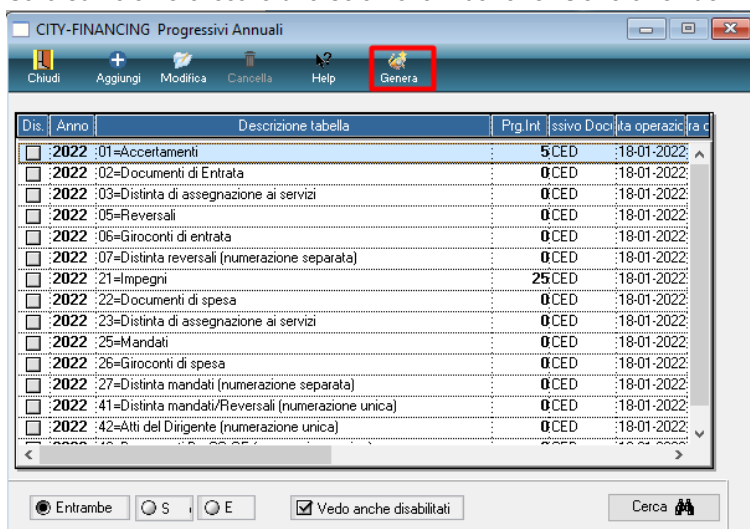 CITY-FINANCING Progressivi Annuali
Chiudi Aggiungi Modifica Cancella Help Genera
Dis. Anno Descrizione tabella Prg.Int ssivo Docu ta operazio ra c
2022 01=Accertamenti 5 CED 18-01-2022
2022 02=Documenti di Entrata 0 CED 18-01-2022
2022 03=Distinta di assegnazione ai servizi 0 CED 18-01-2022
2022 05=Reversali 0 CED 18-01-2022
2022 06=Giroconti di entrata 0 CED 18-01-2022
2022 07=Distinta reversali (numerazione separata) 0 CED 18-01-2022
2022 21=Impegni 25 CED 18-01-2022
2022 22=Documenti di spesa 0 CED 18-01-2022
2022 23=Distinta di assegnazione ai servizi 0 CED 18-01-2022
2022 25=Mandati 0 CED 18-01-2022
2022 26=Giroconti di spesa 0 CED 18-01-2022
2022 27=Distinta mandati (numerazione separata) 0 CED 18-01-2022
2022 41=Distinta mandati/Reversali (numerazione unica) 0 CED 18-01-2022
2022 42=Atti del Dirigente (numerazione unica) 0 CED 18-01-2022
Entrambe S E Vedo anche disabilitati Cerca